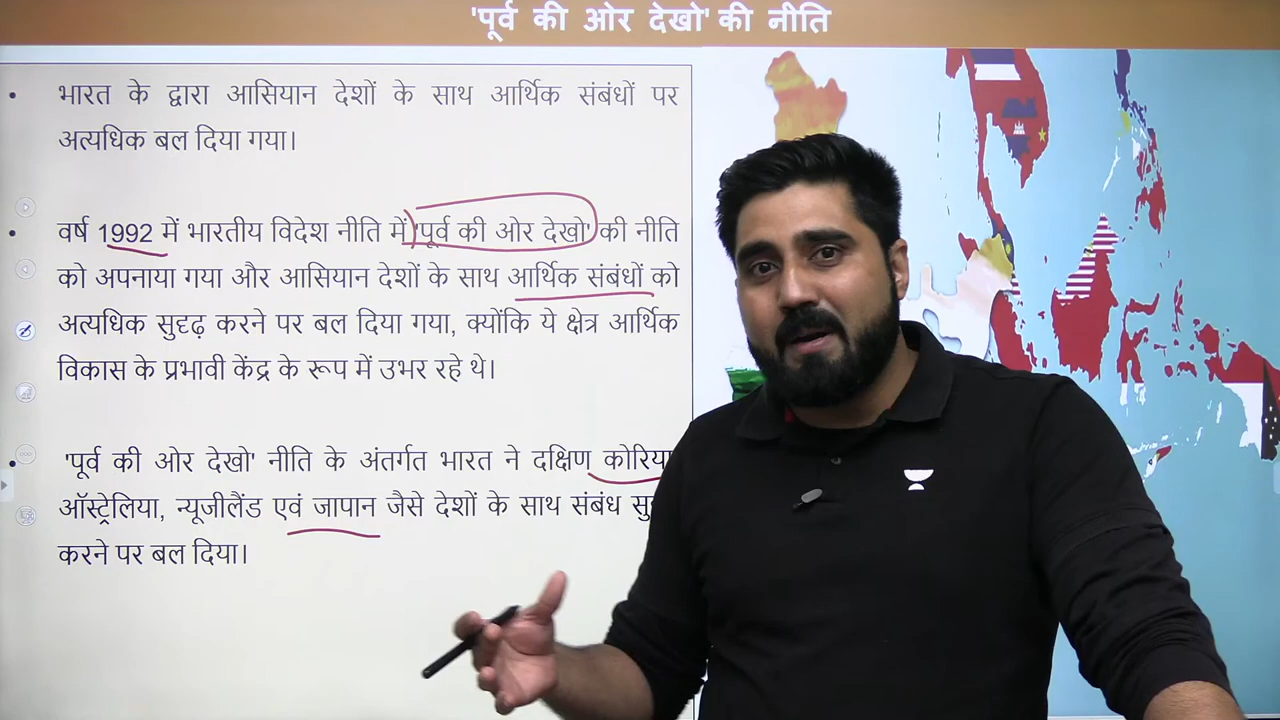 'पूर्व की ओर देखो' की नीति
• भारत के द्वारा आसियान देशों के साथ आर्थिक संबंधों पर
अत्यधिक बल दिया गया।
• वर्ष 1992 में भारतीय विदेश नीति में 'पूर्व की ओर देखो' की नीति
को अपनाया गया और आसियान देशों के साथ आर्थिक संबंधों को
अत्यधिक सुदृढ़ करने पर बल दिया गया, क्योंकि ये क्षेत्र आर्थिक
विकास के प्रभावी केंद्र के रूप में उभर रहे थे।
• 'पूर्व की ओर देखो' नीति के अंतर्गत भारत ने दक्षिण कोरिया
ऑस्ट्रेलिया, न्यूजीलैंड एवं जापान जैसे देशों के साथ संबंध
करने पर बल दिया।